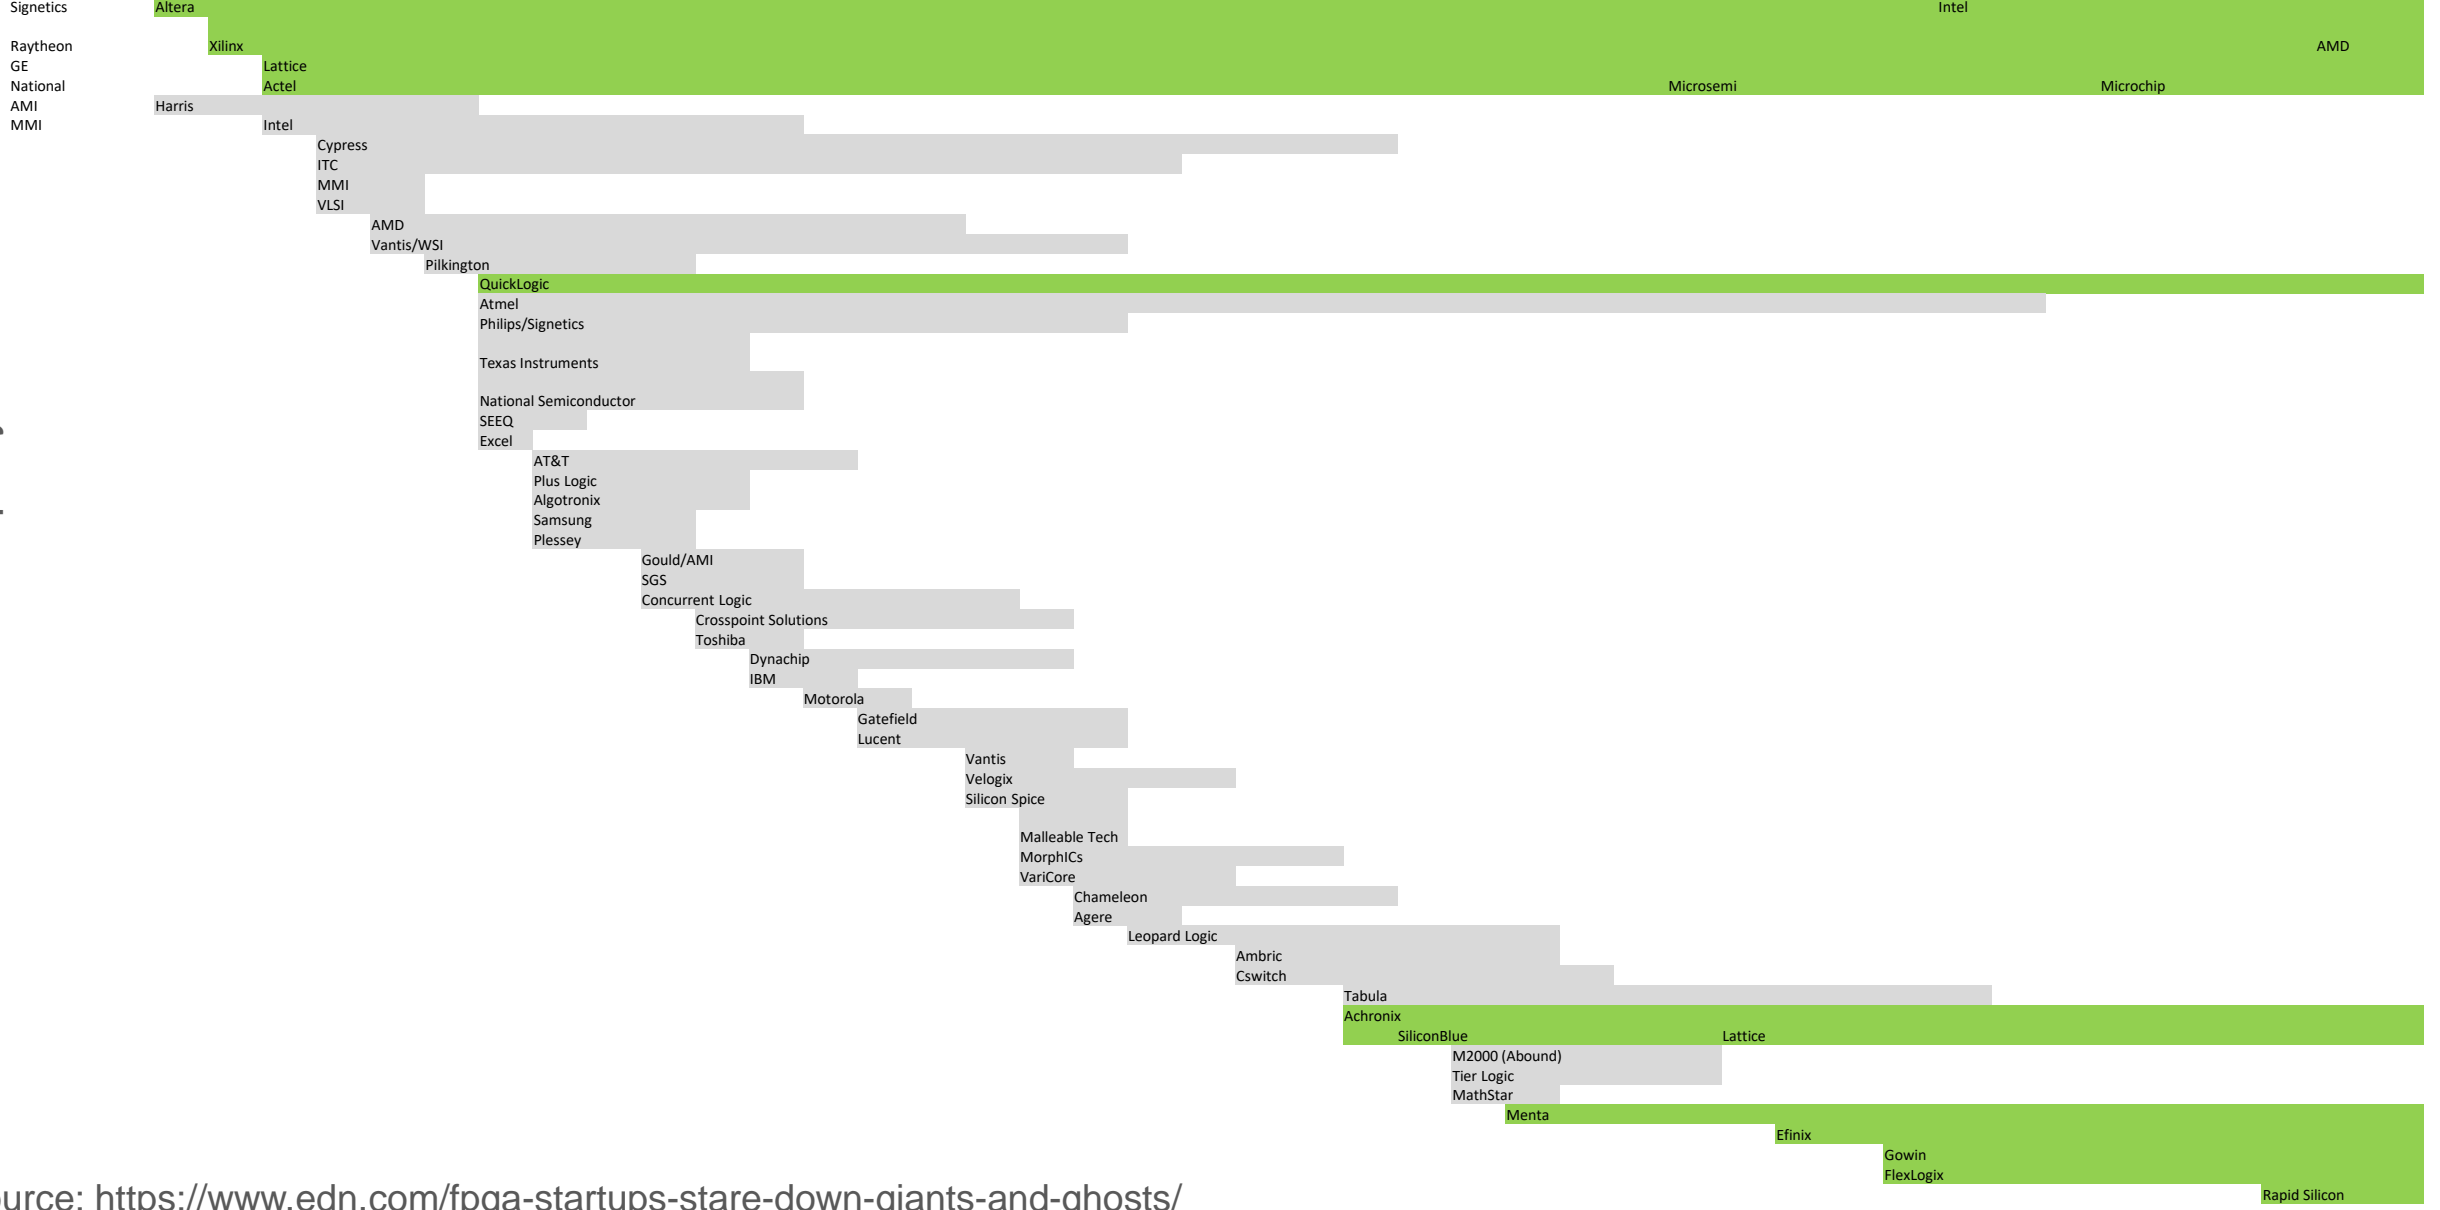 Signetics Altera Intel
Raytheon Xilinx AMD
GE Lattice
National Actel Microsemi Microchip
AMI Harris
MMI Intel
Cypress
ITC
MMI
VLSI
AMD
Vantis/WSI
Pilkington
QuickLogic
Atmel
Philips/Signetics
Texas Instruments
National Semiconductor
SEEQ
Excel
AT&T
Plus Logic
Algotronix
Samsung
Plessey
Gould/AMI
SGS
Concurrent Logic
Crosspoint Solutions
Toshiba
Dynachip
IBM
Motorola
Gatefield
Lucent
Vantis
Velogix
Silicon Spice
Malleable Tech
MorphICs
VariCore
Chameleon
Agere
Leopard Logic
Ambric
Cswitch
Tabula
Achronix
SiliconBlue Lattice
M2000 (Abound)
Tier Logic
MathStar
Menta
Efinix
Gowin
FlexLogix
Rapid Silicon
urce: https://www.edn.com/fpga-startups-stare-down-giants-and-ghosts/